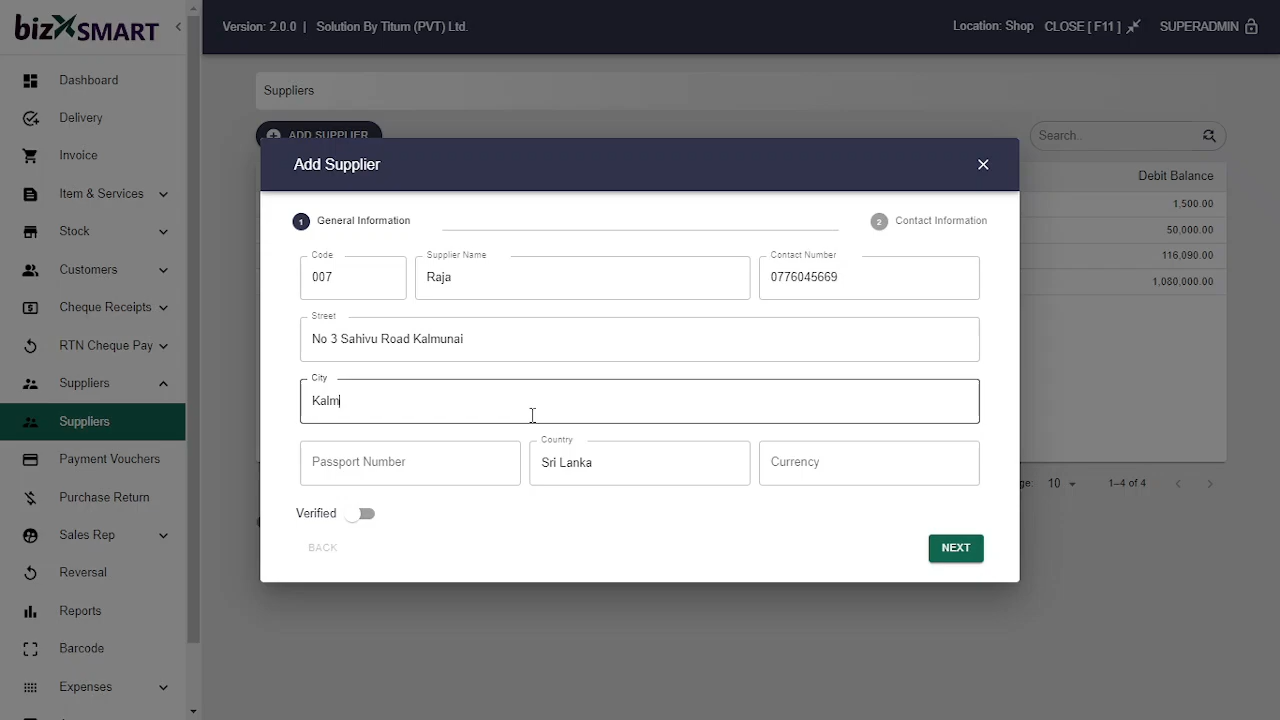 bizXSMART
Version: 2.0.0 | Solution By Titum (PVT) Ltd.
Location: Shop CLOSE [ F11 ] SUPERADMIN
Dashboard
Delivery
Invoice
Item & Services
Stock
Customers
Cheque Receipts
RTN Cheque Pay
Suppliers
Suppliers
Payment Vouchers
Purchase Return
Sales Rep
Reversal
Reports
Barcode
Expenses
Suppliers
ADD SUPPLIER
Search..
Debit Balance
1,500.00
50,000.00
116,090.00
1,080,000.00
10
1–4 of 4
Add Supplier
1 General Information
2 Contact Information
Code
007
Supplier Name
Raja
Contact Number
0776045669
Street
No 3 Sahivu Road Kalmunai
City
Kalm
Passport Number
Country
Sri Lanka
Currency
Verified
BACK
NEXT